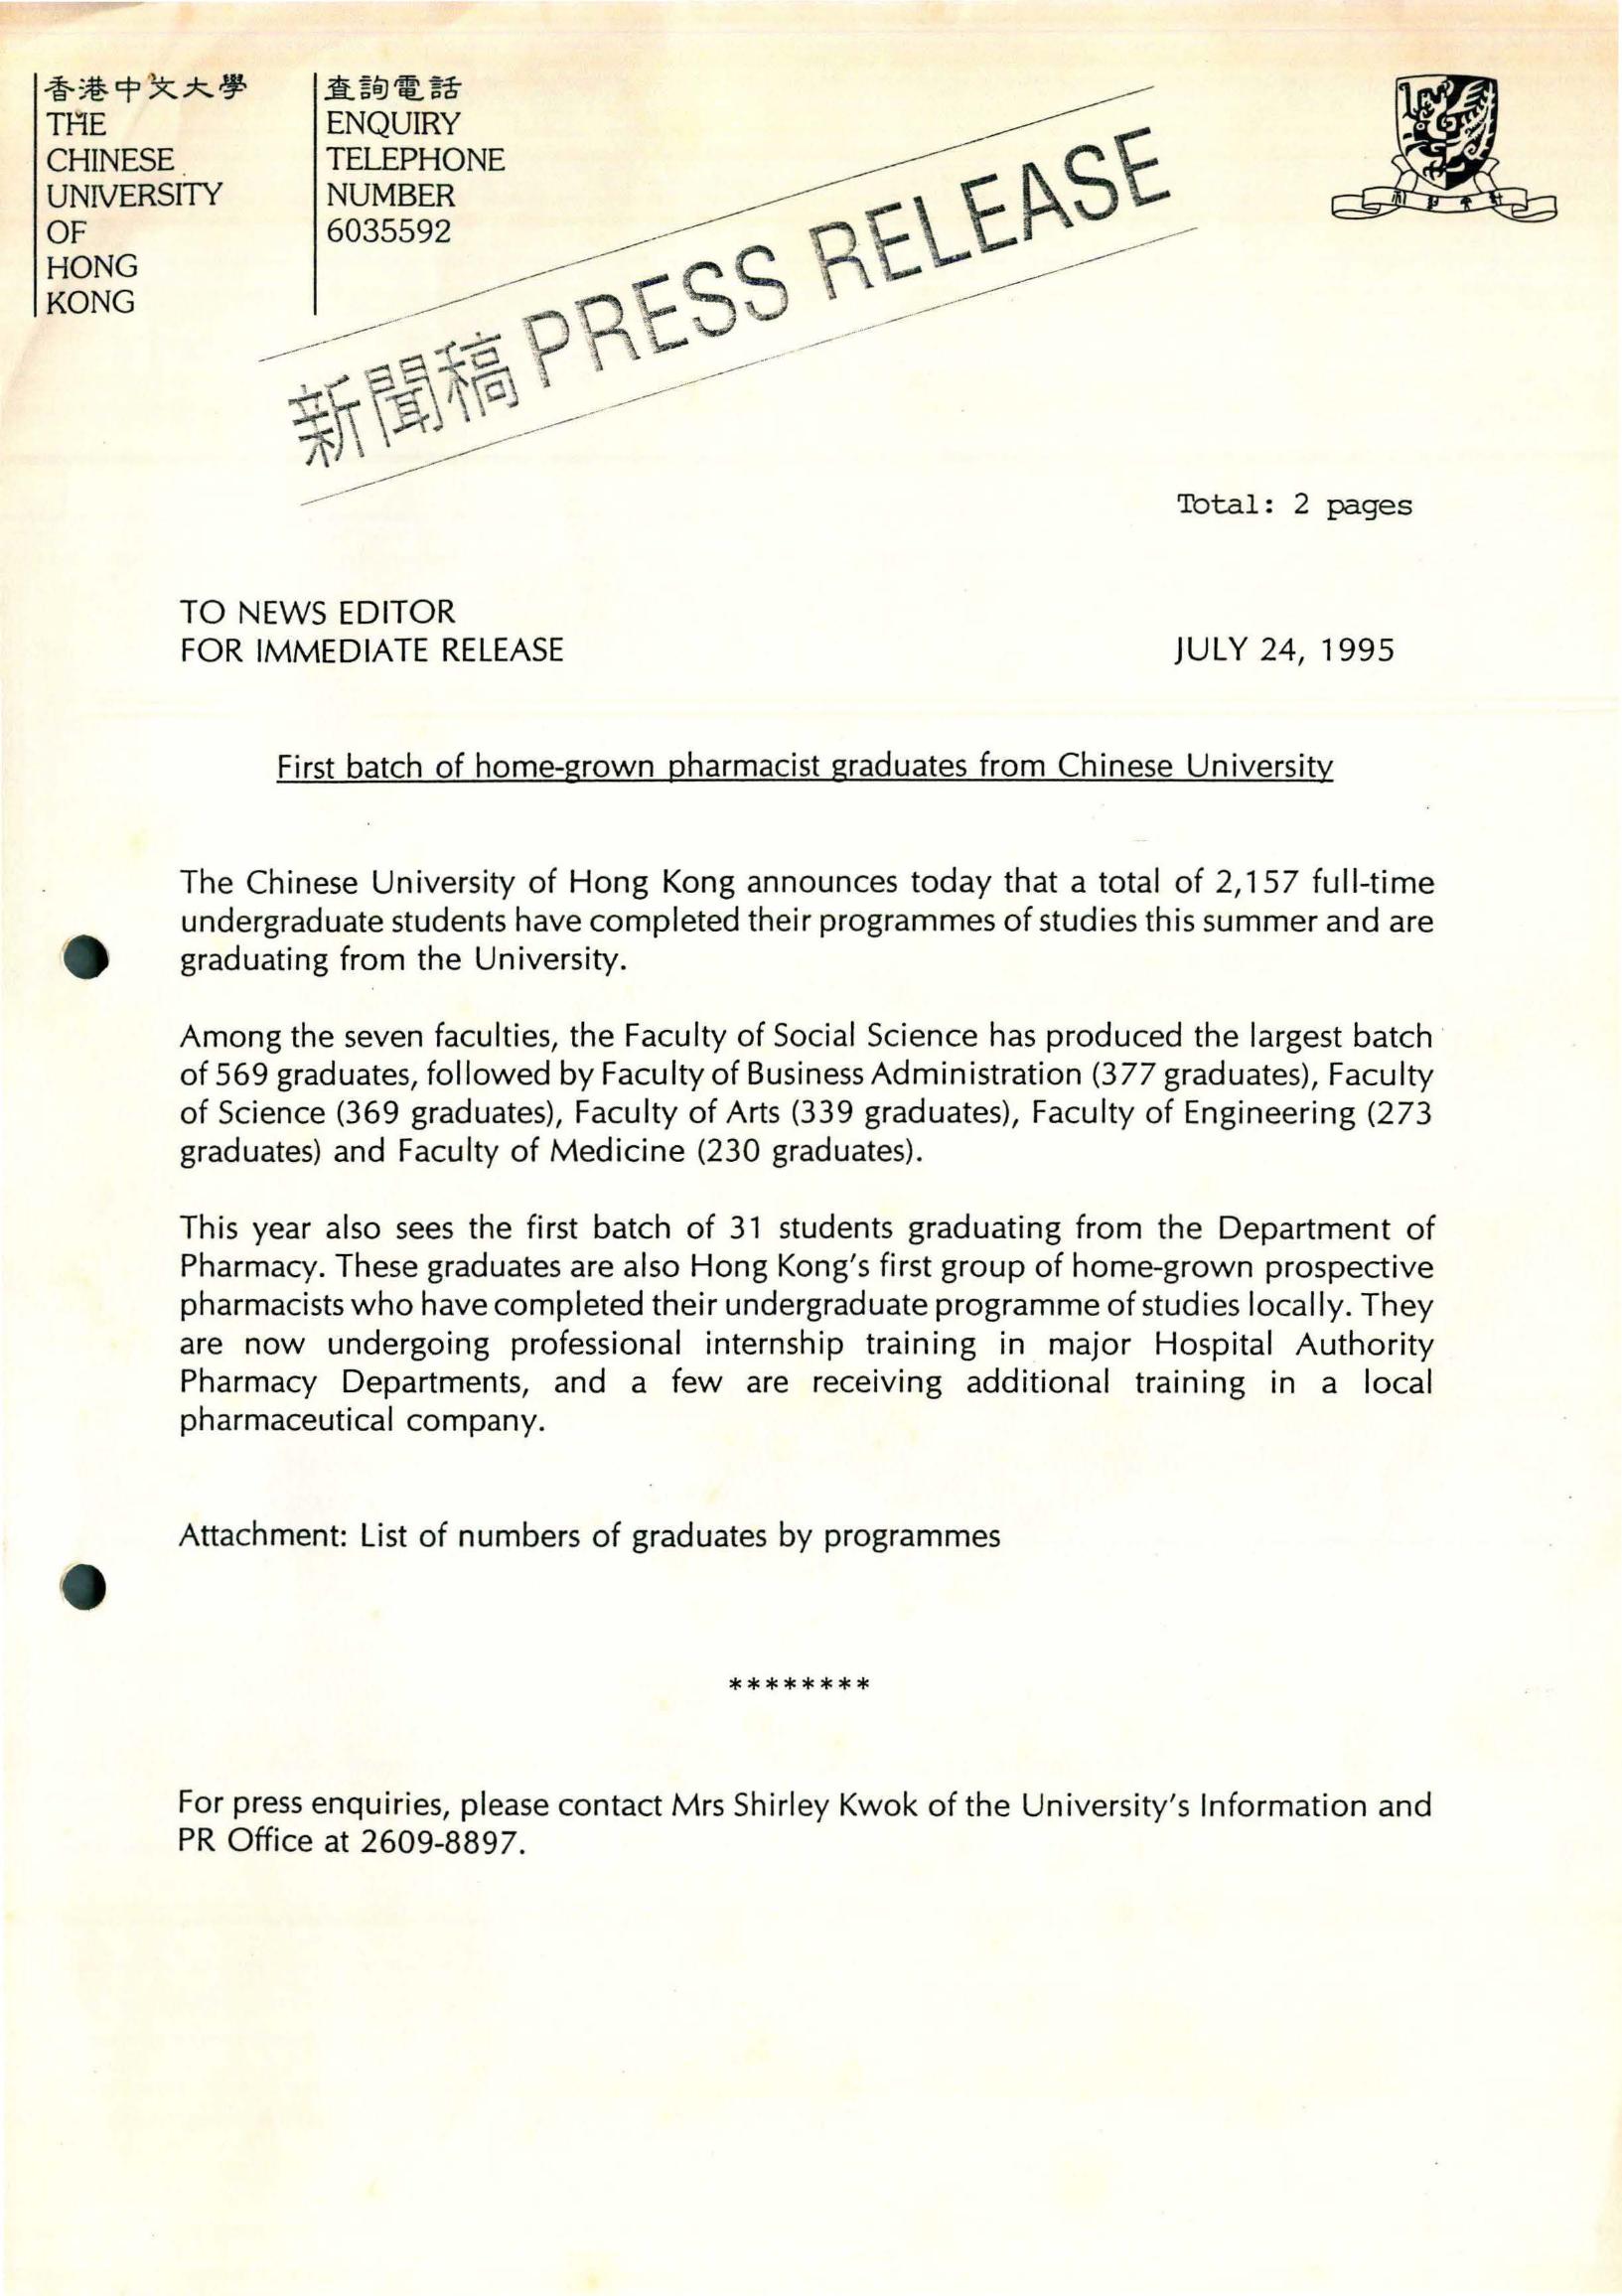 香港中文大學
THE
CHINESE
UNIVERSITY
OF
HONG
KONG
查詢電話
ENQUIRY
TELEPHONE
NUMBER
6035592
新聞稿 PRESS RELEASE
Total: 2 pages
TO NEWS EDITOR
FOR IMMEDIATE RELEASE
JULY 24, 1995
First batch of home-grown pharmacist graduates from Chinese University
The Chinese University of Hong Kong announces today that a total of 2,157 full-time
undergraduate students have completed their programmes of studies this summer and are
graduating from the University.
Among the seven faculties, the Faculty of Social Science has produced the largest batch
of 569 graduates, followed by Faculty of Business Administration (377 graduates), Faculty
of Science (369 graduates), Faculty of Arts (339 graduates), Faculty of Engineering (273
graduates) and Faculty of Medicine (230 graduates).
This year also sees the first batch of 31 students graduating from the Department of
Pharmacy. These graduates are also Hong Kong's first group of home-grown prospective
pharmacists who have completed their undergraduate programme of studies locally. They
are now undergoing professional internship training in major Hospital Authority
Pharmacy Departments, and a few are receiving additional training in a local
pharmaceutical company.
Attachment: List of numbers of graduates by programmes
********
For press enquiries, please contact Mrs Shirley Kwok of the University's Information and
PR Office at 2609-8897.